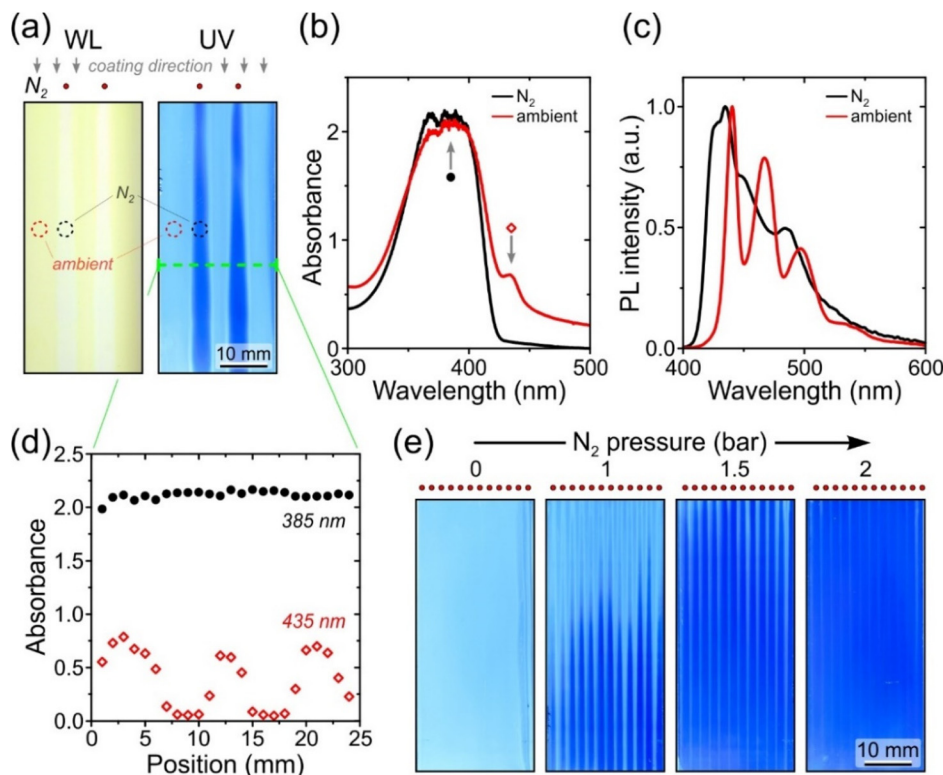 (a)
WL
UV
coating direction
N₂
N₂
ambient
10 mm
(b)
N₂
ambient
2
1
0
Absorbance
300
400
500
Wavelength (nm)
(c)
N₂
ambient
1.0
0.5
0.0
PL intensity (a.u.)
400
500
600
Wavelength (nm)
(d)
2.5
2.0
1.5
1.0
0.5
0.0
Absorbance
385 nm
435 nm
0
5
10
15
20
25
Position (mm)
(e)
N₂ pressure (bar)
0
1
1.5
2
10 mm